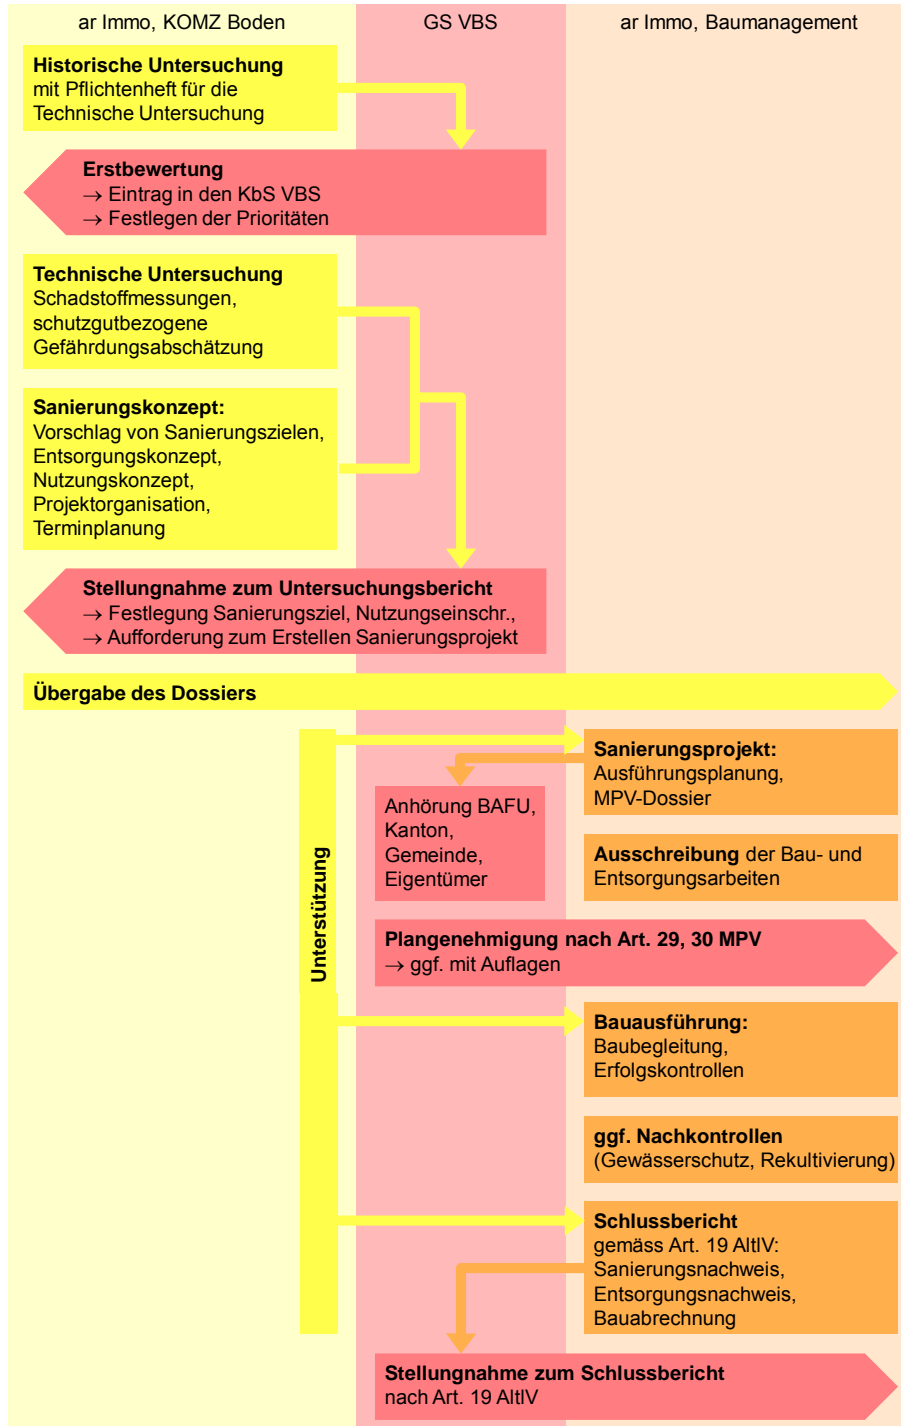 ar Immo, KOMZ Boden
GS VBS
ar Immo, Baumanagement
Historische Untersuchung
mit Pflichtenheft für die
Technische Untersuchung
Erstbewertung
→ Eintrag in den KbS VBS
→ Festlegen der Prioritäten
Technische Untersuchung
Schadstoffmessungen,
schutzgutbezogene
Gefährdungsabschätzung
Sanierungskonzept:
Vorschlag von Sanierungszielen,
Entsorgungskonzept,
Nutzungskonzept,
Projektorganisation,
Terminplanung
Stellungnahme zum Untersuchungsbericht
→ Festlegung Sanierungsziel, Nutzungseinschr.,
→ Aufforderung zum Erstellen Sanierungsprojekt
Übergabe des Dossiers
Unterstützung
Sanierungsprojekt:
Ausführungsplanung,
MPV-Dossier
Anhörung BAFU,
Kanton,
Gemeinde,
Eigentümer
Ausschreibung der Bau- und
Entsorgungsarbeiten
Plangenehmigung nach Art. 29, 30 MPV
→ ggf. mit Auflagen
Bauausführung:
Baubegleitung,
Erfolgskontrollen
ggf. Nachkontrollen
(Gewässerschutz, Rekultivierung)
Schlussbericht
gemäss Art. 19 AltlV:
Sanierungsnachweis,
Entsorgungsnachweis,
Bauabrechnung
Stellungnahme zum Schlussbericht
nach Art. 19 AltlV